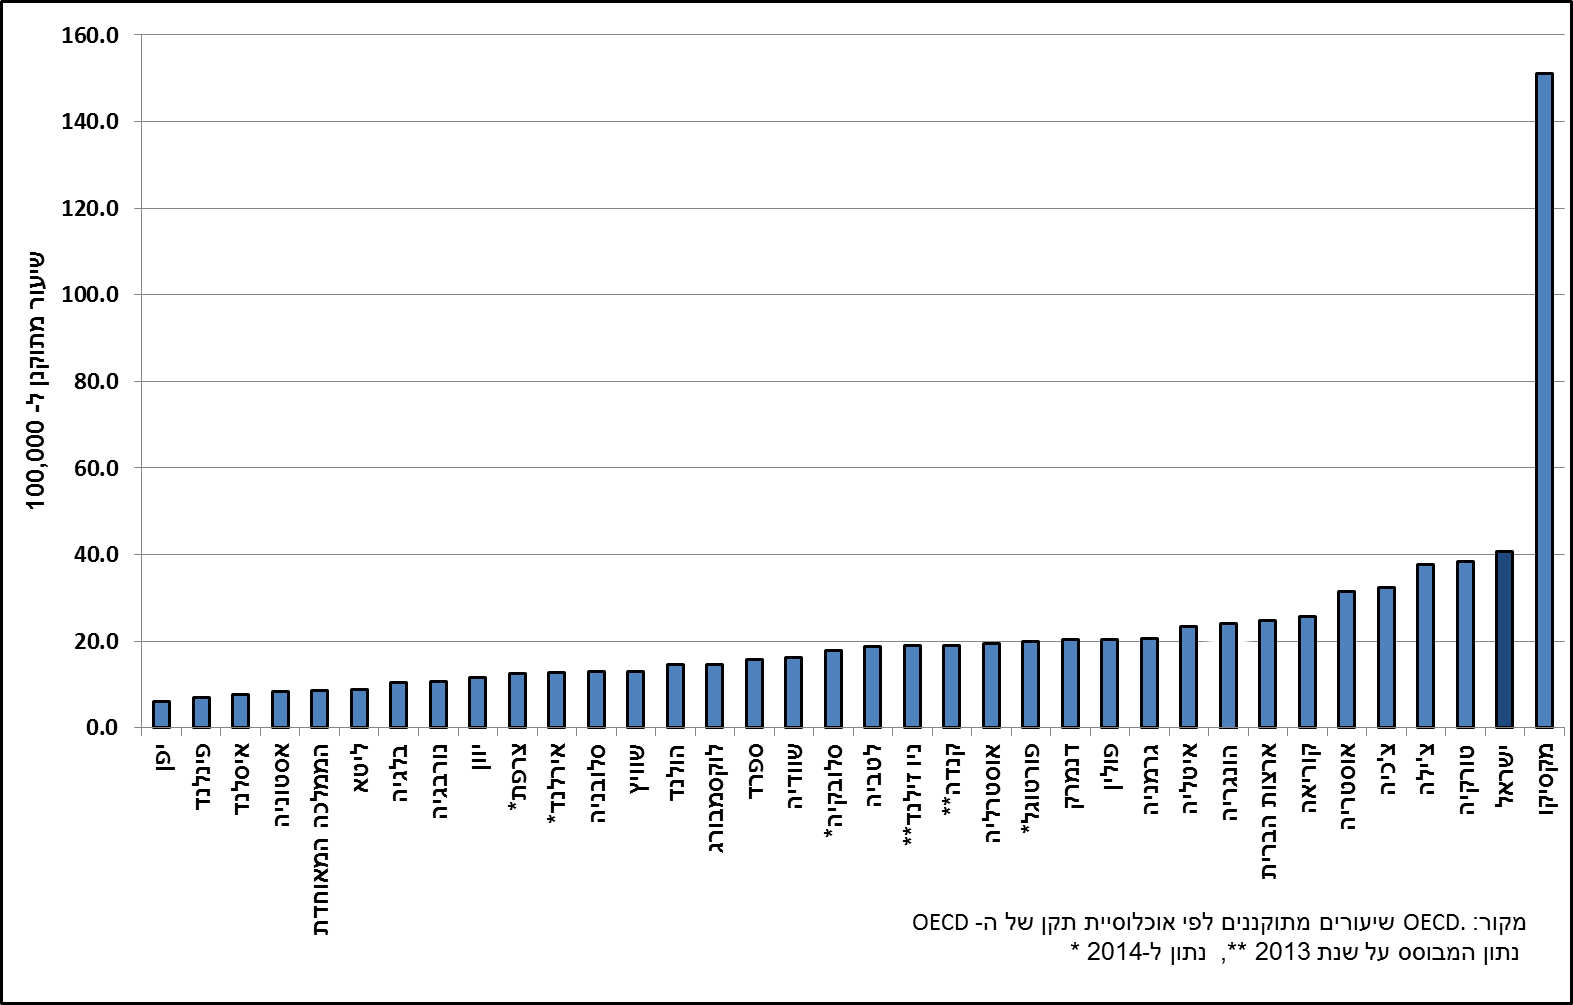 160.0
140.0
120.0
100.0
80.0
60.0
40.0
20.0
0.0
שיעור מתוקנן ל- 100,000
יפן
פינלנד
איסלנד
אסטוניה
הממלכה המאוחדת
ליטא
בלגיה
נורבגיה
יוון
צרפת*
אירלנד*
סלובניה
שוויץ
הולנד
לוקסמבורג
ספרד
שוודיה
סלובקיה*
לטביה
ניו זילנד**
קנדה**
אוסטרליה
פורטוגל*
דנמרק
פולין
גרמניה
איטליה
הונגריה
ארצות הברית
קוריאה
אוסטריה
צ'כיה
צ'ילה
טורקיה
ישראל
מקסיקו
מקור: .OECD שיעורים מתוקננים לפי אוכלוסיית תקן של ה- OECD
נתון המבוסס על שנת 2013 **, נתון ל-2014 *